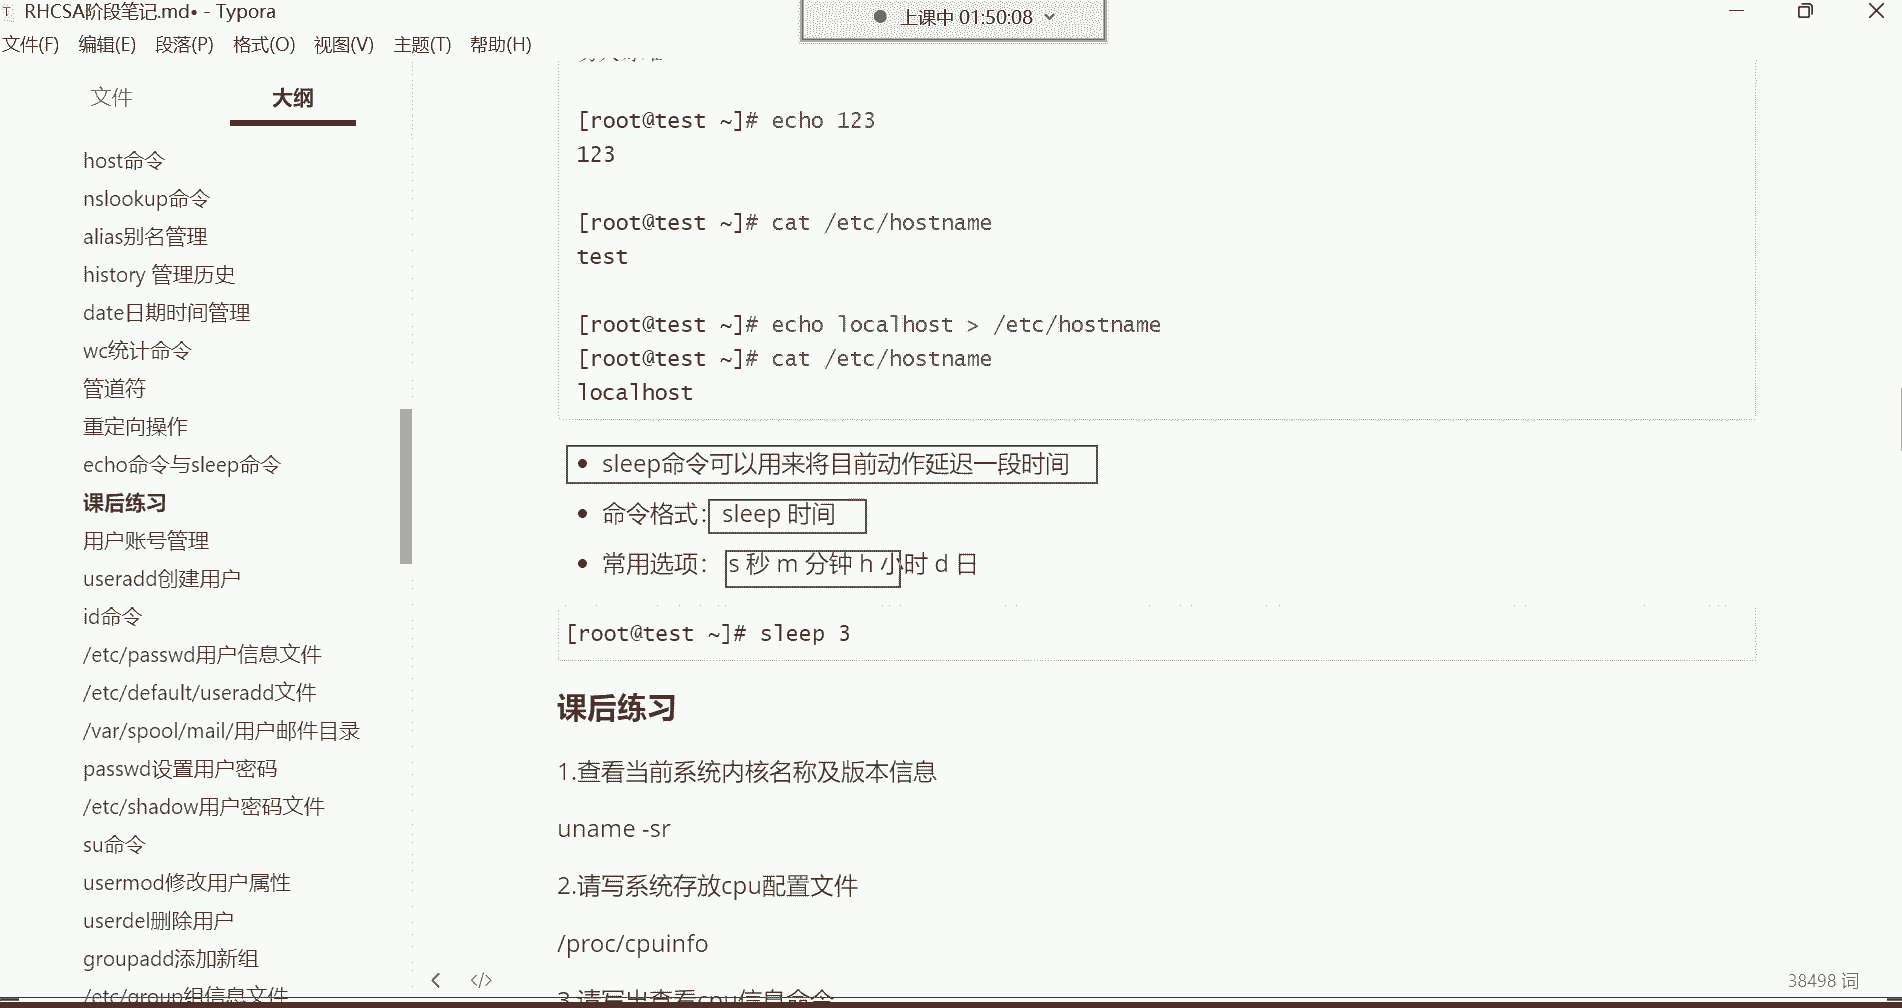 RHCSA阶段笔记.md• - Typora
上课中 01:50:08
文件(F) 编辑(E) 段落(P) 格式(O) 视图(V) 主题(T) 帮助(H)
文件 大纲
host命令
nslookup命令
alias别名管理
history 管理历史
date日期时间管理
wc统计命令
管道符
重定向操作
echo命令与sleep命令
课后练习
用户账号管理
useradd创建用户
id命令
/etc/passwd用户信息文件
/etc/default/useradd文件
/var/spool/mail/用户邮件目录
passwd设置用户密码
/etc/shadow用户密码文件
su命令
usermod修改用户属性
userdel删除用户
groupadd添加新组
/etc/group组信息文件
[root@test ~]# echo 123
123
[root@test ~]# cat /etc/hostname
test
[root@test ~]# echo localhost > /etc/hostname
[root@test ~]# cat /etc/hostname
localhost
• sleep命令可以用来将目前动作延迟一段时间
• 命令格式：sleep 时间
• 常用选项： s 秒 m 分钟 h 小时 d 日
[root@test ~]# sleep 3
课后练习
1.查看当前系统内核名称及版本信息
uname -sr
2.请写系统存放cpu配置文件
/proc/cpuinfo
3.请写出查看cpu信息命令
38498 词